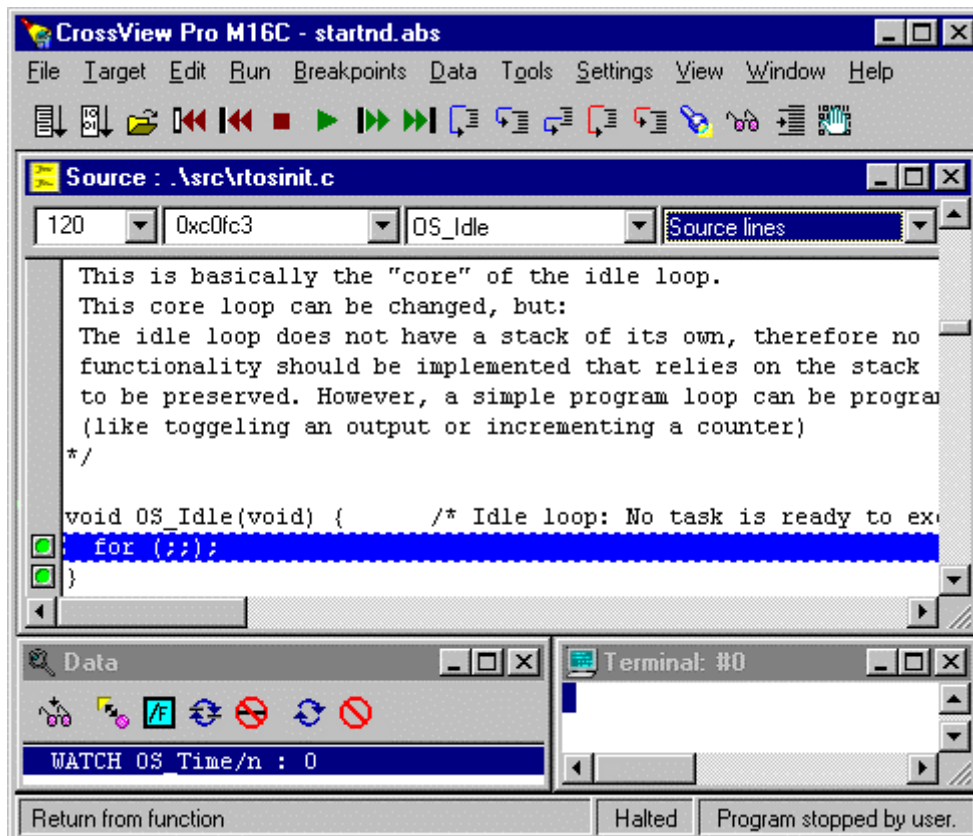 CrossView Pro M16C - startnd.abs
File Target Edit Run Breakpoints Data Tools Settings View Window Help
Source : .\src\rtosinit.c
120 0xc0fc3 OS_Idle Source lines
This is basically the "core" of the idle loop.
This core loop can be changed, but:
The idle loop does not have a stack of its own, therefore no
functionality should be implemented that relies on the stack
to be preserved. However, a simple program loop can be progra
(like toggeling an output or incrementing a counter)
*/
void OS_Idle(void) { /* Idle loop: No task is ready to ex
for (;;);
}
Data
Terminal: #0
/F
WATCH OS_Time/n : 0
Return from function Halted Program stopped by user.